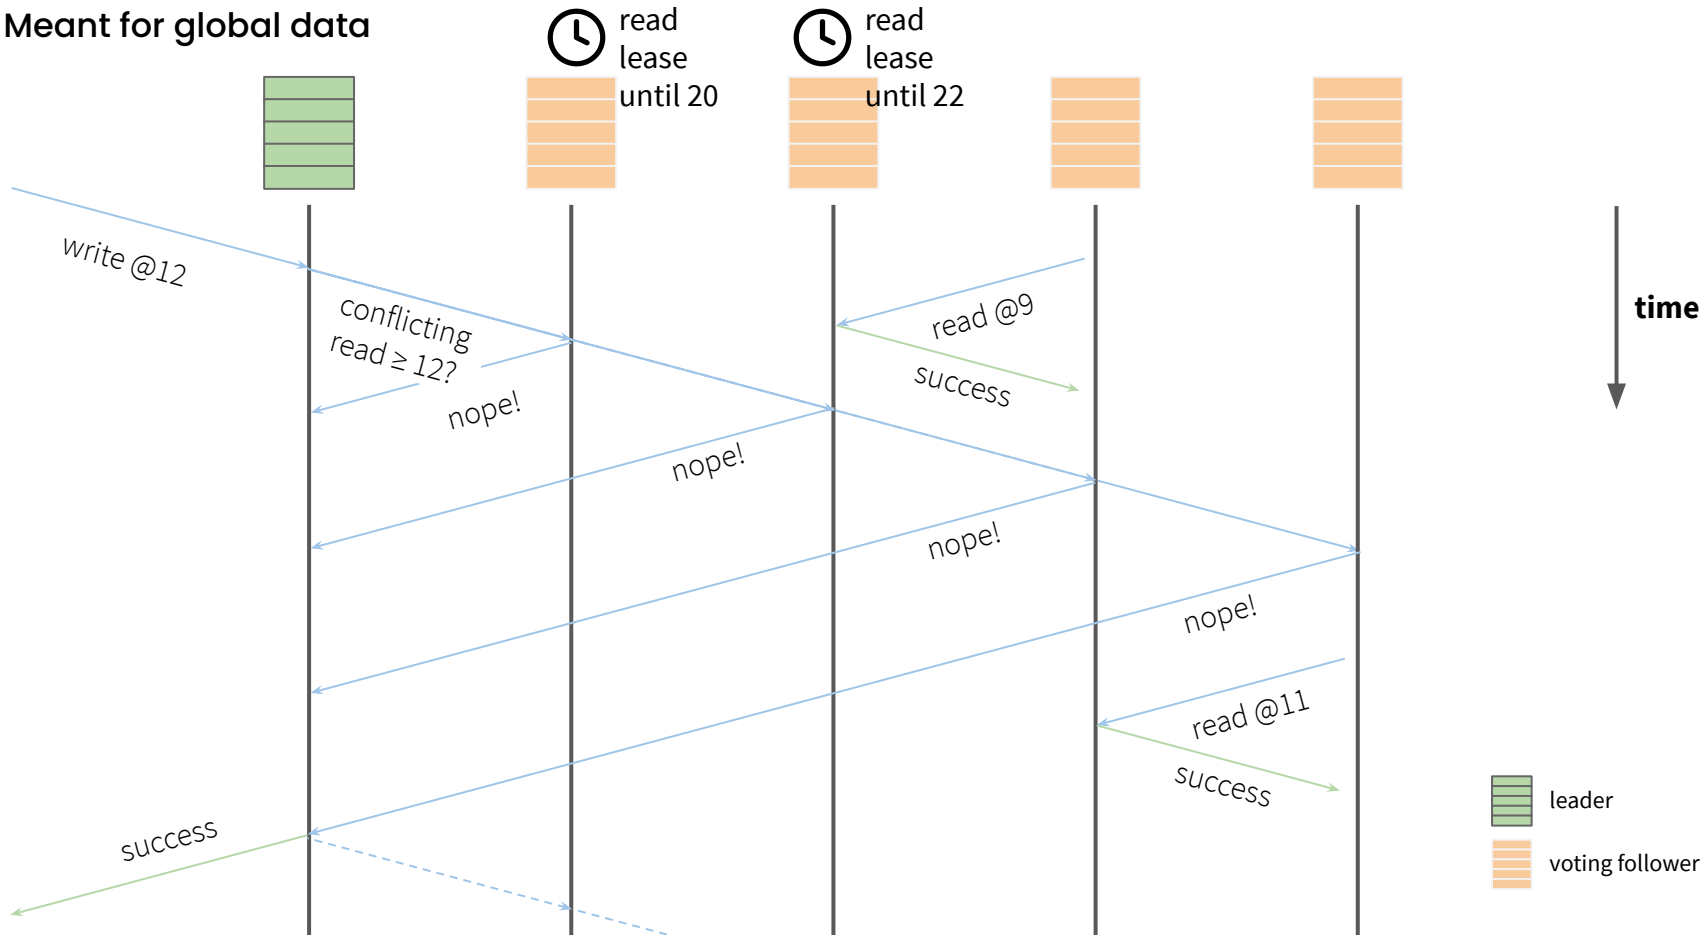 Meant for global data
read
lease
until 20
read
lease
until 22
write @12
conflicting
read ≥ 12?
nope!
read @9
success
nope!
nope!
nope!
read @11
success
success
time
leader
voting follower